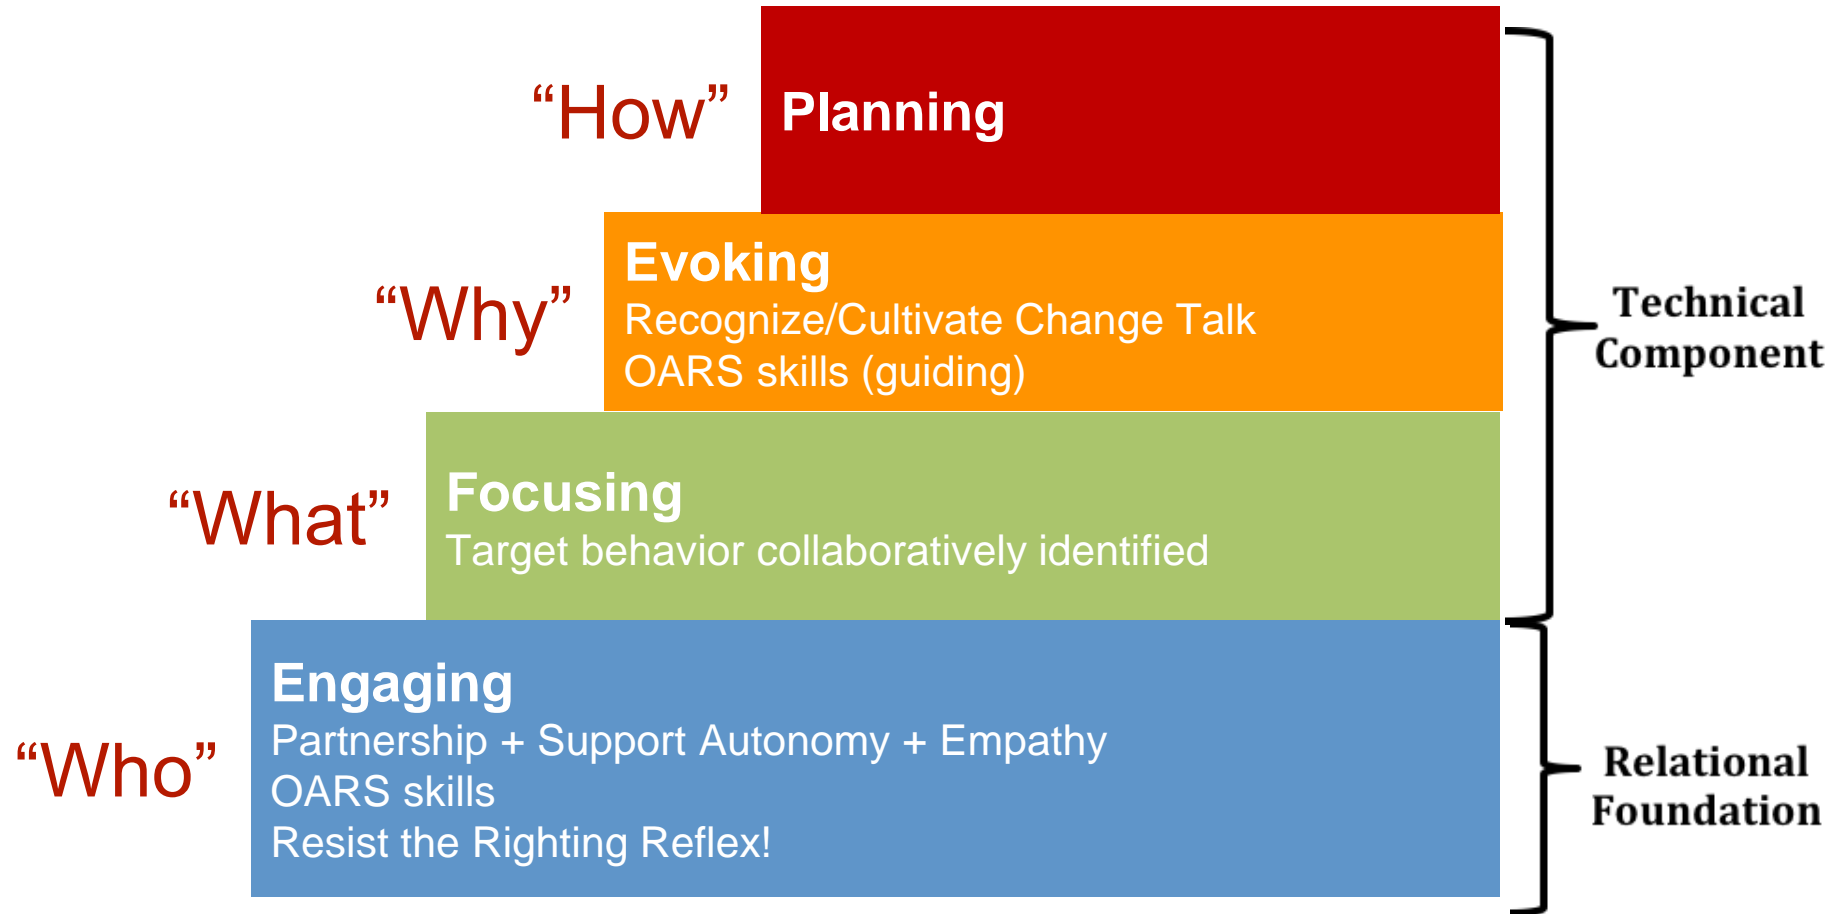 “How”
Planning
“Why”
Evoking
Recognize/Cultivate Change Talk
OARS skills (guiding)
Technical
Component
“What”
Focusing
Target behavior collaboratively identified
“Who”
Engaging
Partnership + Support Autonomy + Empathy
OARS skills
Resist the Righting Reflex!
Relational
Foundation